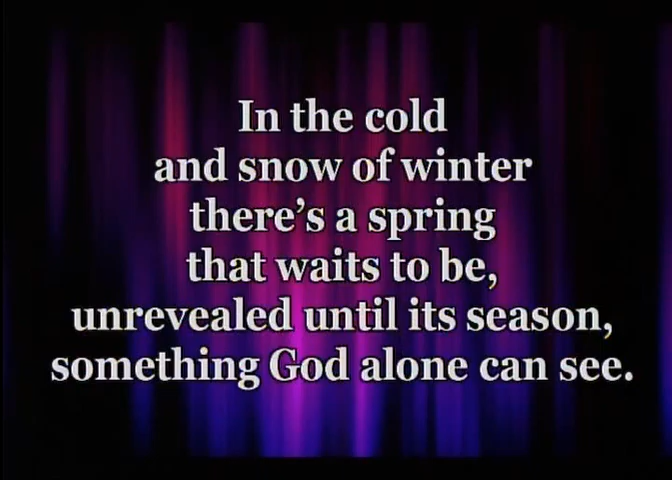 In the cold
and snow of winter
there's a spring
that waits to be,
unrevealed until its season,
something God alone can see.